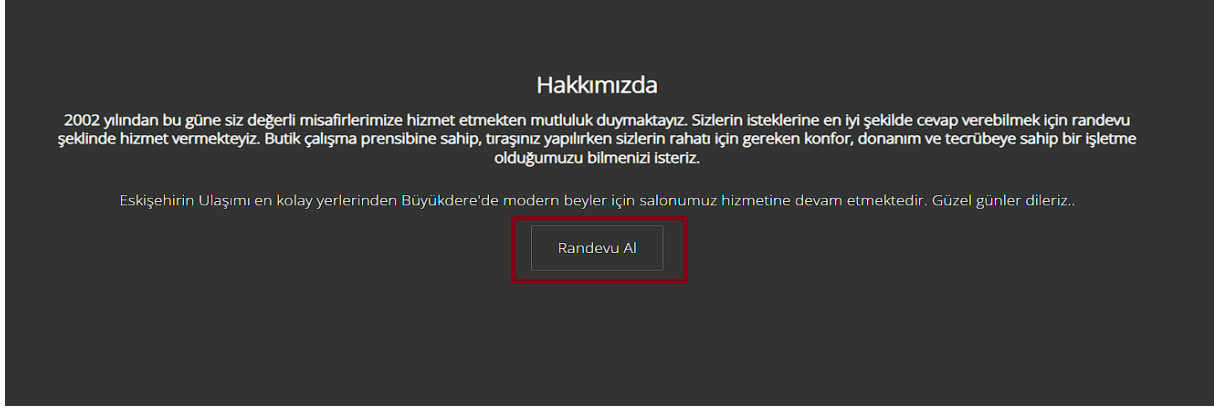 Hakkımızda
2002 yılından bu güne siz değerli misafirlerimize hizmet etmekten mutluluk duymaktayız. Sizlerin isteklerine en iyi şekilde cevap verebilmek için randevu
şeklinde hizmet vermekteyiz. Butik çalışma prensibine sahip, tıraşınız yapılırken sizlerin rahatı için gereken konfor, donanım ve tecrübeye sahip bir işletme
olduğumuzu bilmenizi isteriz.
Eskişehirin Ulaşımı en kolay yerlerinden Büyükdere'de modern beyler için salonumuz hizmetine devam etmektedir. Güzel günler dileriz..
Randevu Al